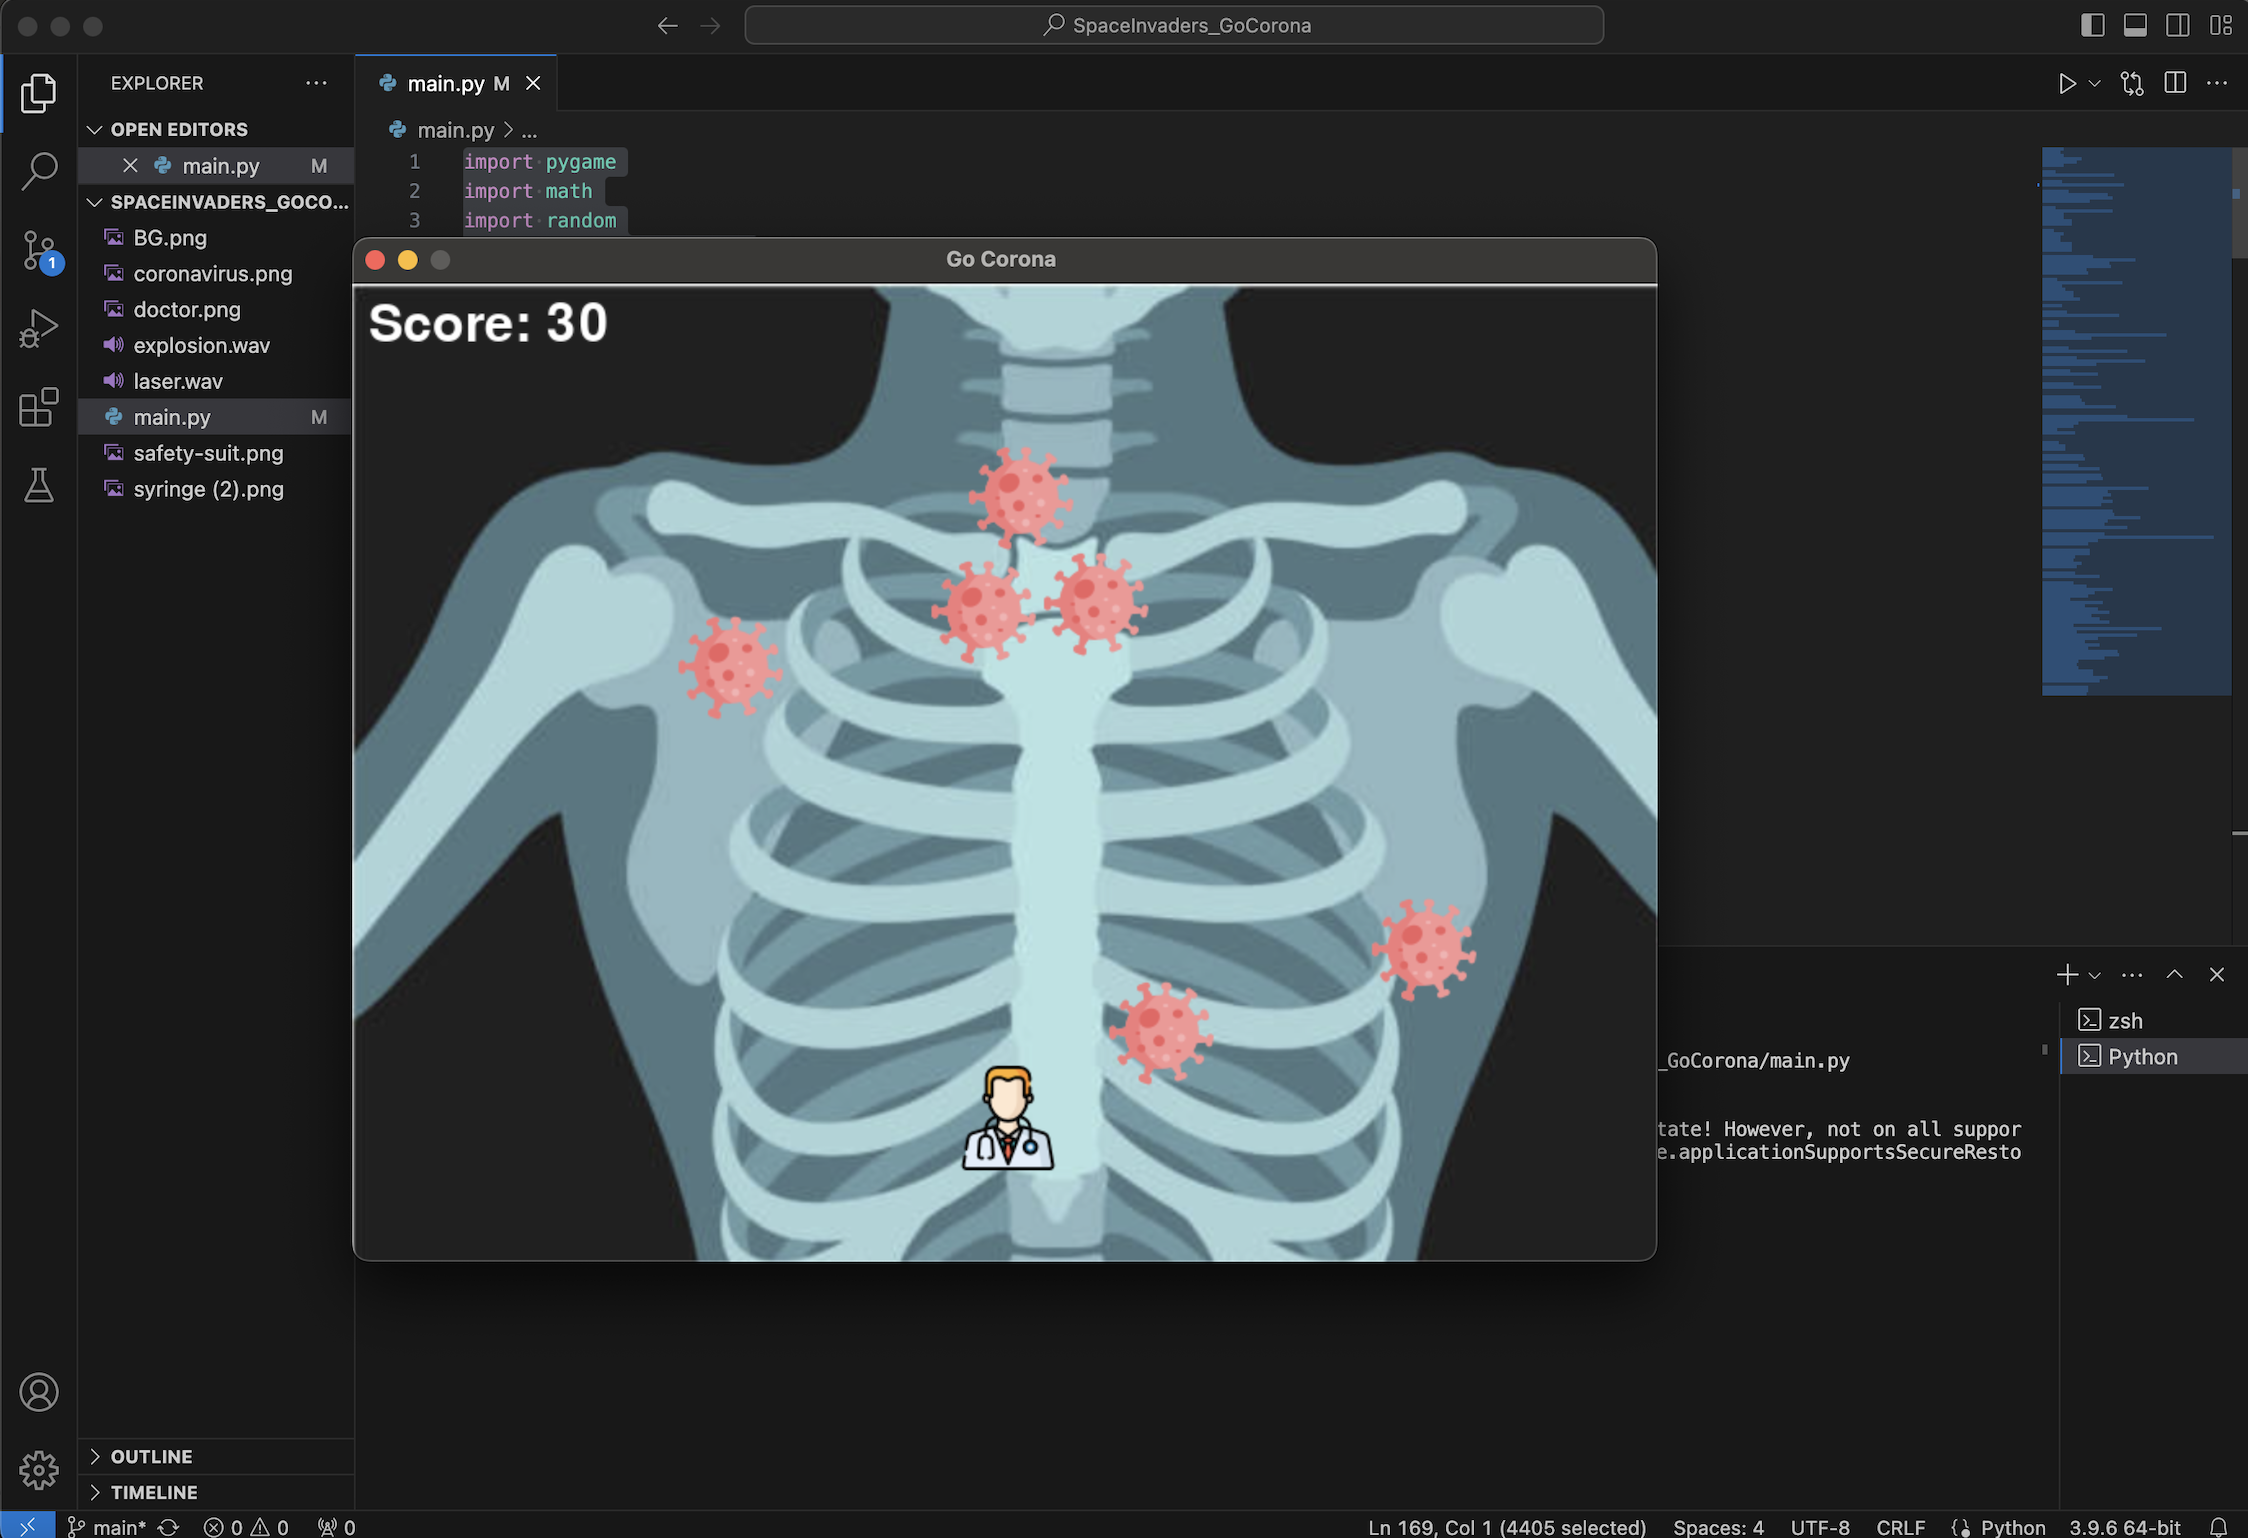 SpaceInvaders_GoCorona
EXPLORER
main.py M
OPEN EDITORS
main.py M
SPACEINVADERS_GOCO...
BG.png
coronavirus.png
doctor.png
explosion.wav
laser.wav
main.py M
safety-suit.png
syringe (2).png
OUTLINE
TIMELINE
main.py > ...
1 import pygame
2 import math
3 import random
Go Corona
Score: 30
_GoCorona/main.py
tate! However, not on all suppor
e.applicationSupportsSecureResto
zsh
Python
1
main* 0 0 0
Ln 169, Col 1 (4405 selected) Spaces: 4 UTF-8 CRLF Python 3.9.6 64-bit